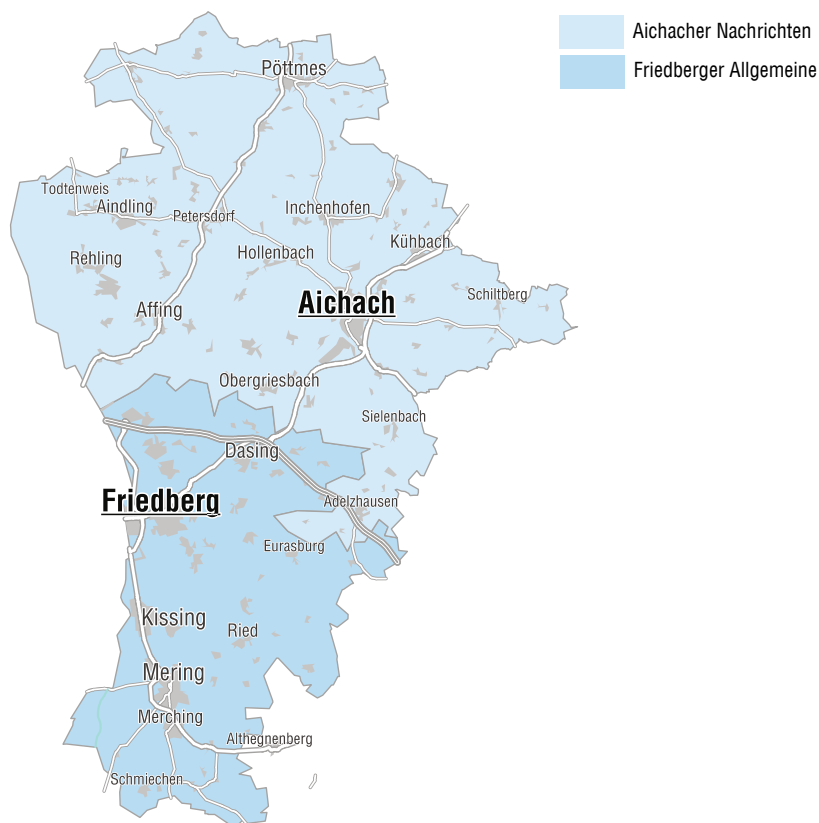 Aichacher Nachrichten
Friedberger Allgemeine
Pöttmes
Todtenweis
Aindling
Petersdorf
Inchenhofen
Kühbach
Rehling
Hollenbach
Schiltberg
Affing
Aichach
Obergriesbach
Sielenbach
Dasing
Adelzhausen
Friedberg
Eurasburg
Kissing
Ried
Mering
Merching
Althegnenberg
Schmiechen